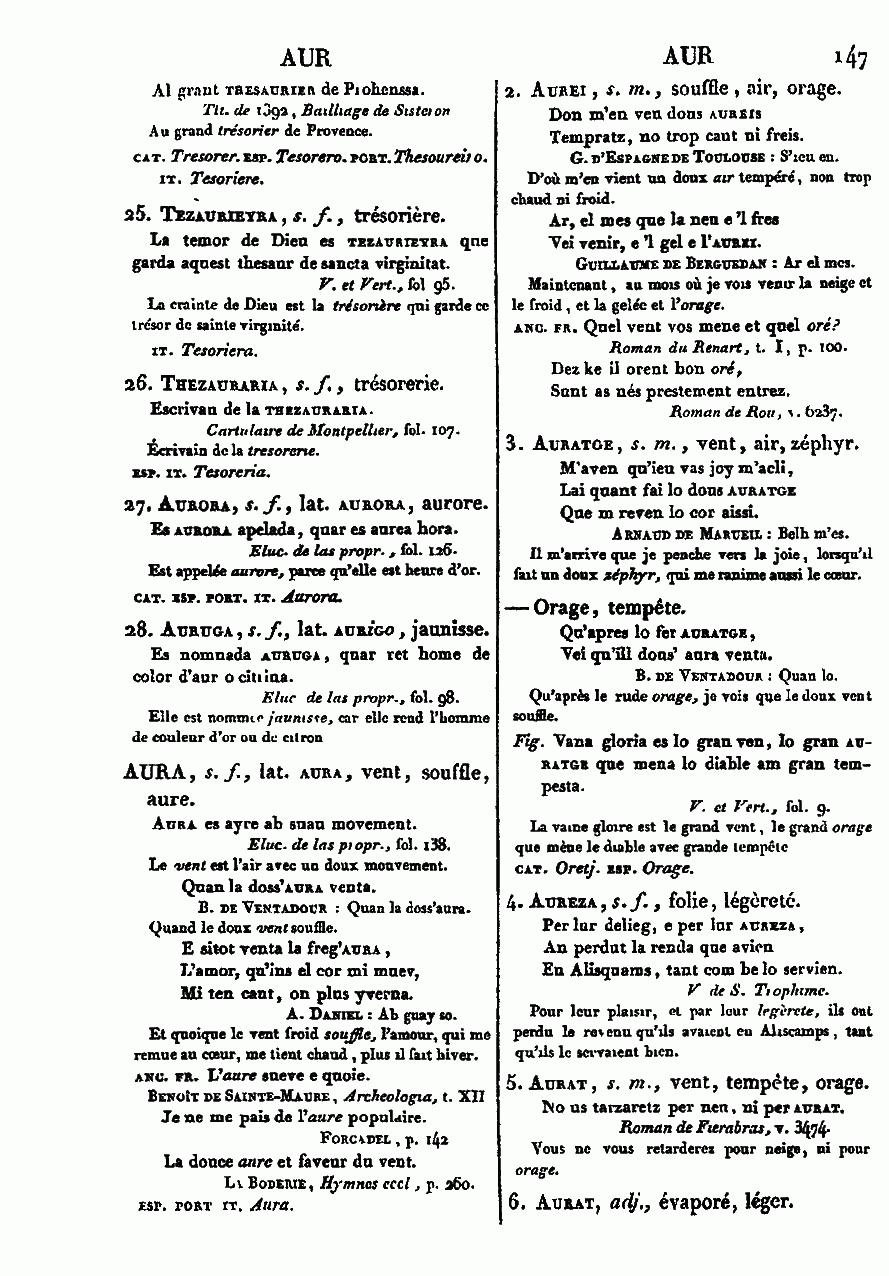 AUR
AUR 147
Al grant THESAURIER de Prohenssa.
Tit. de 1392, Bailliage de Sisteron
Au grand trésorier de Provence.
CAT. Tresorer. ESP. Tesorero. PORT. Thesoureiro.
IT. Tesoriere.
25. TEZAURIEYRA, s. f., trésorière.
La temor de Dieu es TEZAURIEYRA que
garda aquest thesaur de sancta virginitat.
V. et Vert., fol 95.
La crainte de Dieu est la trésorière qui garde ce
trésor de sainte virginité.
IT. Tesoriera.
26. THEZAURARIA, s. f., trésorerie.
Escrivan de la THEZAURARIA.
Cartulaire de Montpellier, fol. 107.
Écrivain de la tresorerie.
ESP. IT. Tesoreria.
27. AURORA, s. f., lat. AURORA, aurore.
Es AURORA apelada, quar es aurea hora.
Eluc. de las propr., fol. 126.
Est appelée aurore, parce qu'elle est heure d'or.
CAT. ESP. PORT. IT. Aurora.
28. AURUGA, s. f., lat. AURIGO, jaunisse.
Es nomnada AURUGA, quar ret home de
color d'aur o citrina.
Eluc de las propr., fol. 98.
Elle est nommée jaunisse, car elle rend l'homme
de couleur d'or ou de citron
AURA, s. f., lat. AURA, vent, souffle,
aure.
AURA es ayre ab suau movement.
Eluc. de las propr., fol. 138.
Le vent est l'air avec un doux mouvement.
Quan la doss'AURA venta.
B. DE VENTADOUR : Quan la doss'aura.
Quand le doux vent souffle.
E sitot venta la freg'AURA,
L'amor, qu'ins el cor mi muev,
Mi ten caut, on plus yverna.
A. DANIEL : Ab guay so.
Et quoique le vent froid souffle, l'amour, qui me
remue au cœur, me tient chaud, plus il fait hiver.
ANC. FR. L'aure sueve e quoie.
BENOÎT DE SAINTE-MAURE, Archeologia, t. XII
Je ne me pais de l'aure populaire.
FORCADEL, p. 142
La douce aure et faveur du vent.
LA BODERIE, Hymnes eccl, p. 260.
ESP. PORT IT. Aura.
2. AUREI, s. m., souffle, air, orage.
Don m'en ven dous AUREIS
Tempratz, no trop caut ni freis.
G. D'ESPAGNE DE TOULOUSE : S'ieu en.
D'où m'en vient un doux air tempéré, non trop
chaud ni froid.
Ar, el mes que la neu e 'l fres
Vei venir, e 'l gel e l'AUREI.
GUILLAUME DE BERGUEDAN : Ar el mes.
Maintenant, au mois où je vois venir la neige et
le froid, et la gelée et l'orage.
ANC. FR. Quel vent vos mene et quel oré?
Roman du Renart, t. I, p. 100.
Dez ke il orent bon oré,
Sunt as nés prestement entrez.
Roman de Rou, v. 6237.
3. AURATGE, s. m., vent, air, zéphyr.
M'aven qu'ieu vas joy m'acli,
Lai quant fai lo dous AURATGE
Que m reven lo cor aissi.
ARNAUD DE MARUEIL : Belh m'es.
Il m'arrive que je penche vers la joie, lorsqu'il
fait un doux zéphyr, qui me ranime aussi le cœur.
— Orage, tempête.
Qu'apres lo fer AURATGE,
Vei qu'ill dous' aura venta.
B. DE VENTADOUR : Quan lo.
Qu'après le rude orage, je vois que le doux vent
souffle.
Fig. Vana gloria es lo gran ven, lo gran AU-
RATGE que mena lo diable am gran tem-
pesta.
V. et Vert., fol. 9.
La vaine gloire est le grand vent, le grand orage
que mène le diable avec grande tempête
CAT. Oretj. ESP. Orage.
4. AUREZA, s. f., folie, légèreté.
Per lur delieg, e per lur AUREZA,
An perdut la renda que avien
En Alisquams, tant com be lo servien.
V de S. Trophime.
Pour leur plaisir, et par leur légèrete, ils ont
perdu le revenu qu'ils avaient en Aliscamps, tant
qu'ils le servaient bien.
5. AURAT, s. m., vent, tempête, orage.
No us tarzaretz per neu, ni per AURAT.
Roman de Fierabras, v. 3474.
Vous ne vous retarderez pour neige, ni pour
orage.
6. AURAT, adj., évaporé, léger.